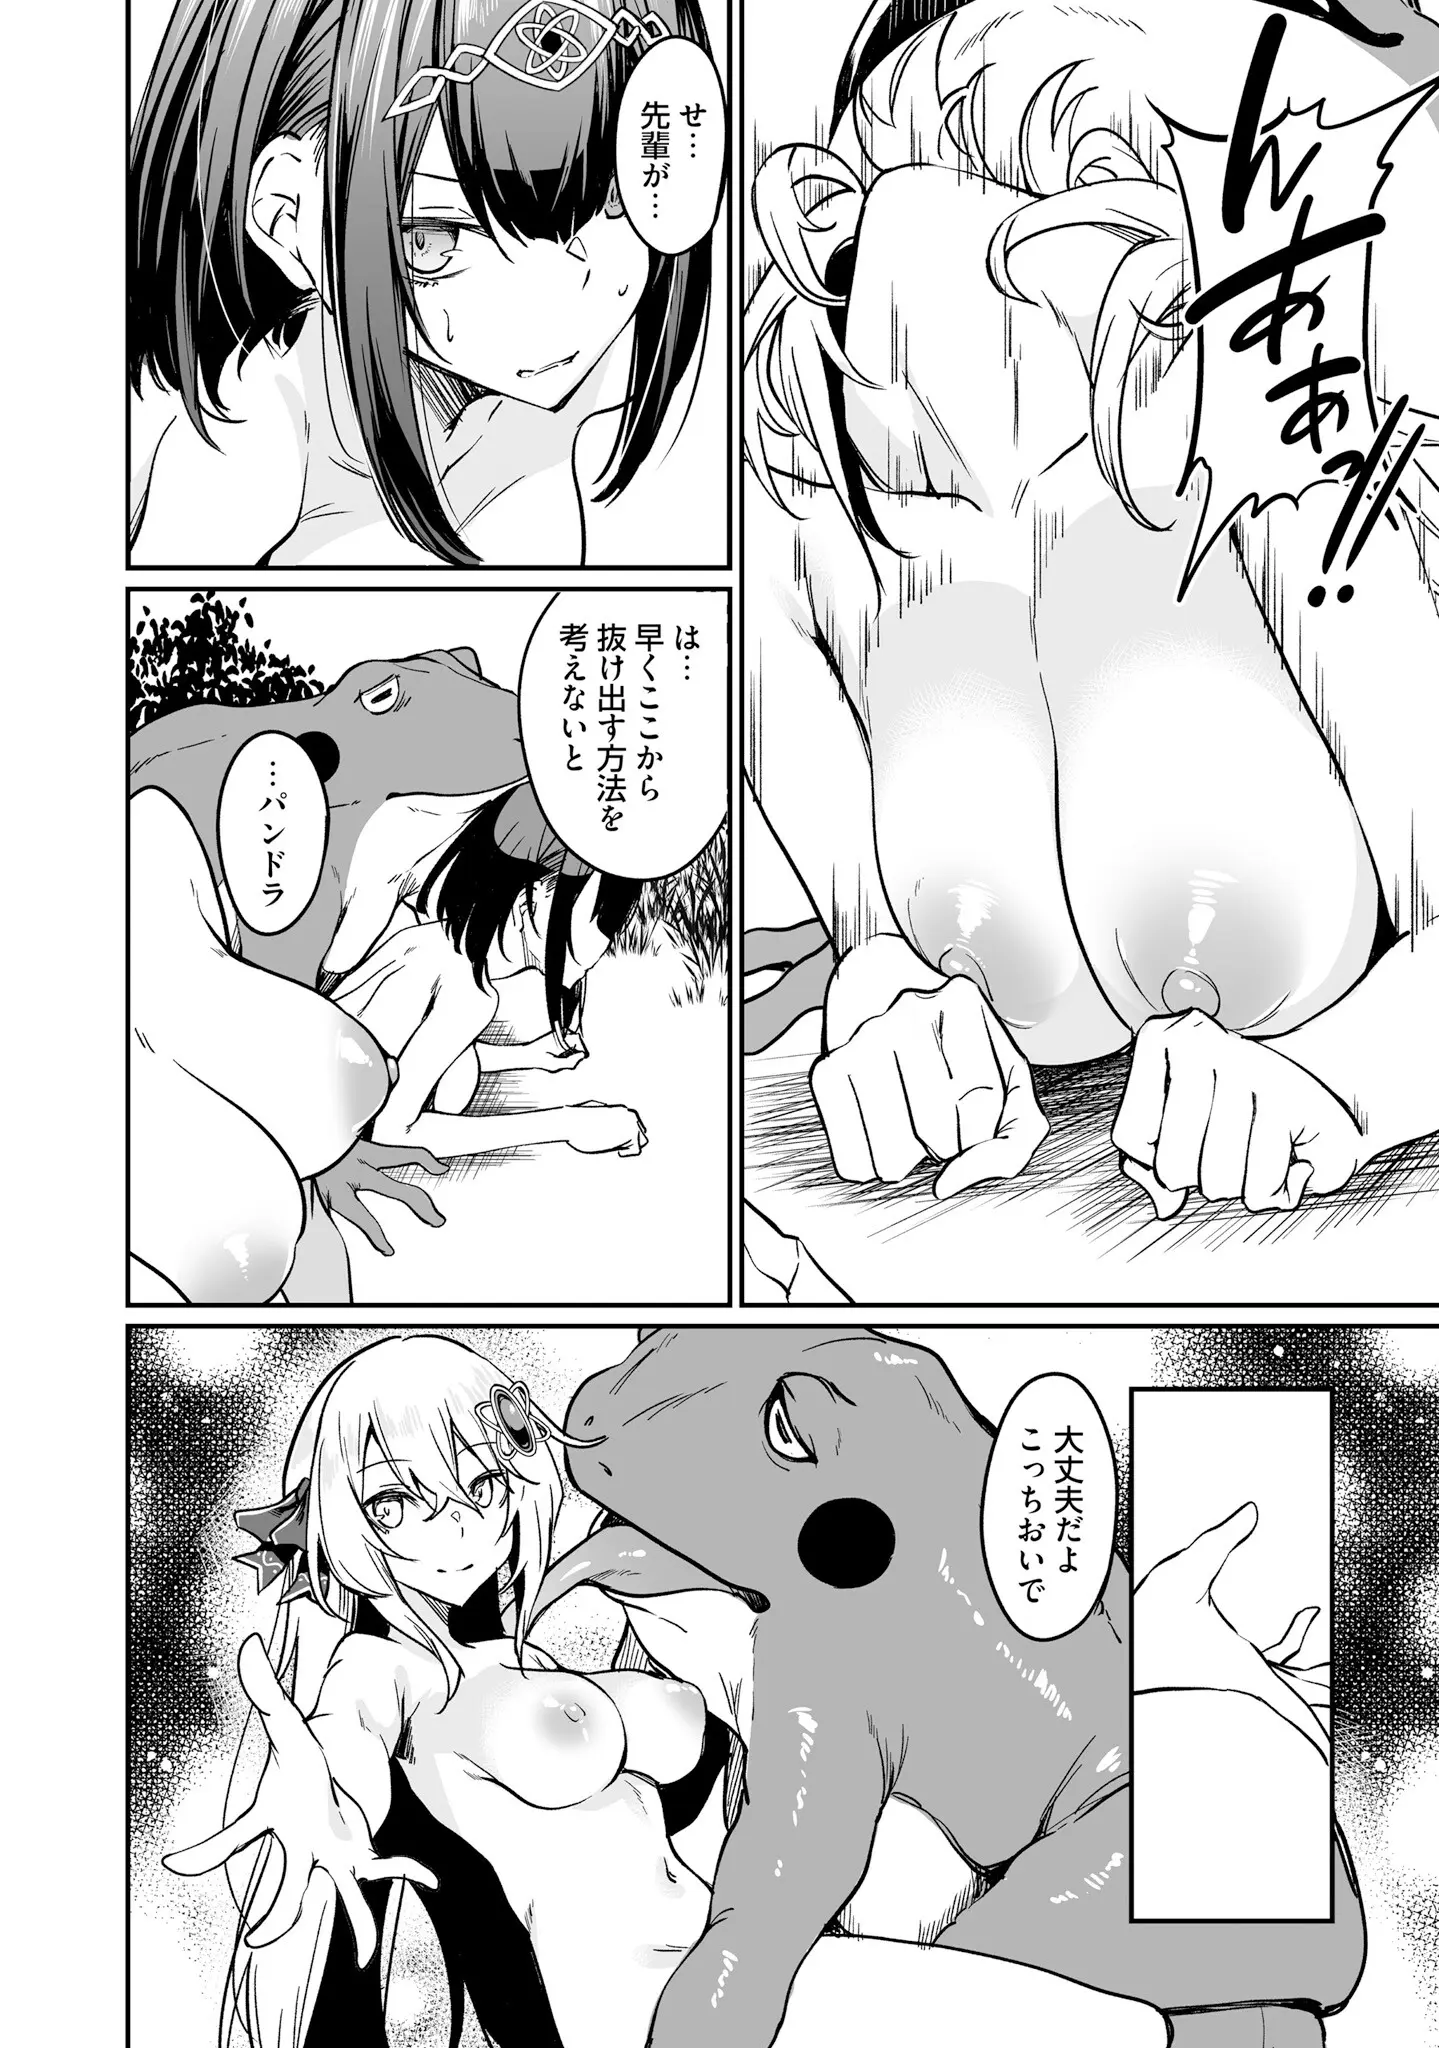 んああぁっ!!
せ…
先輩が…
は…
早くここから
抜け出す方法を
考えないと
…パンドラ
大丈夫だよ
こっちおいで